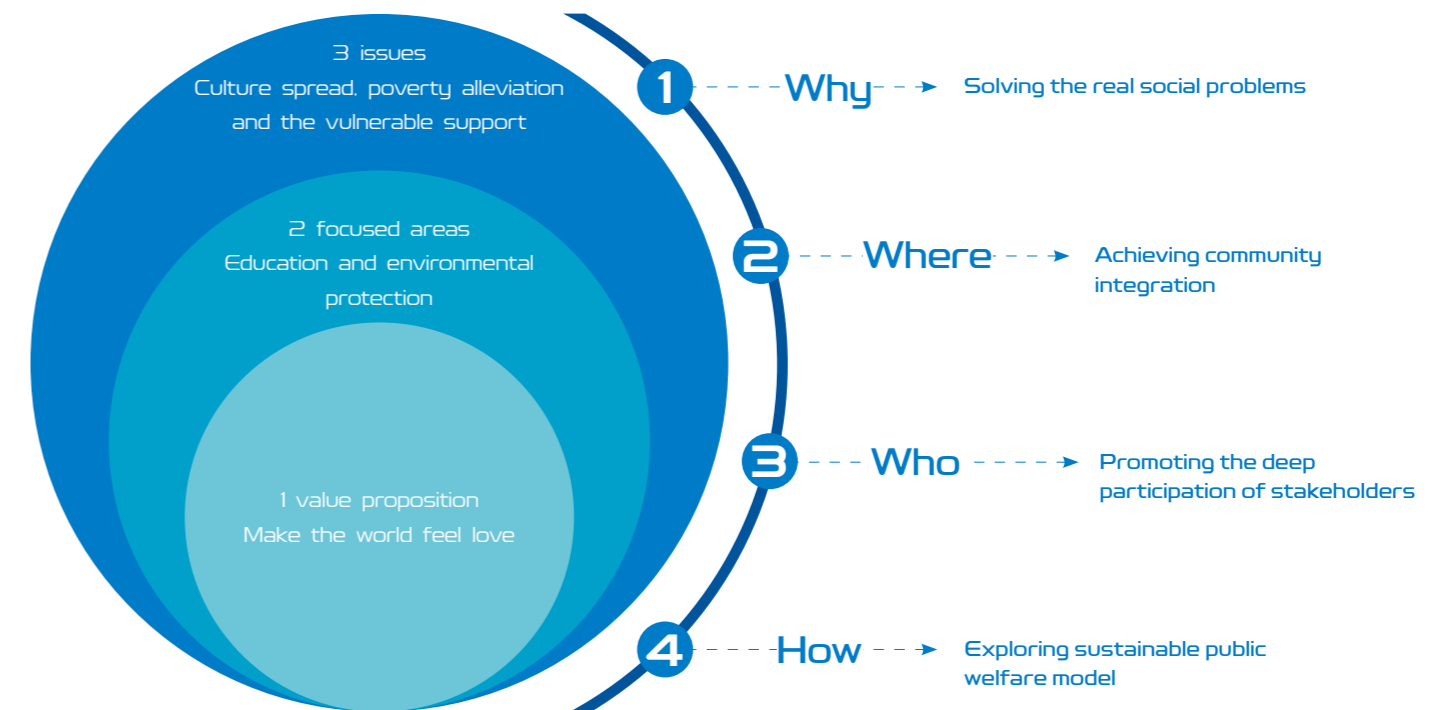 3 issues
Culture spread, poverty alleviation
and the vulnerable support
2 focused areas
Education and environmental
protection
1 value proposition
Make the world feel love
1 Why Solving the real social problems
2 Where Achieving community
integration
3 Who Promoting the deep
participation of stakeholders
4 How Exploring sustainable public
welfare model